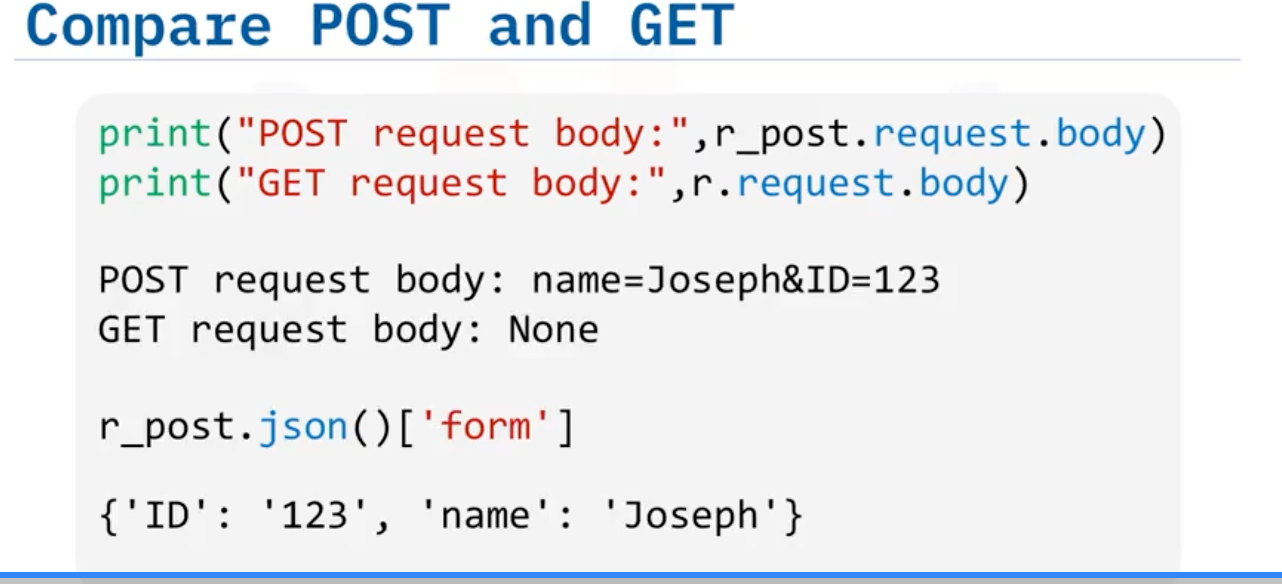 Compare POST and GET
print("POST request body:",r_post.request.body)
print("GET request body:",r.request.body)
POST request body: name=Joseph&ID=123
GET request body: None
r_post.json()['form']
{'ID': '123', 'name': 'Joseph'}